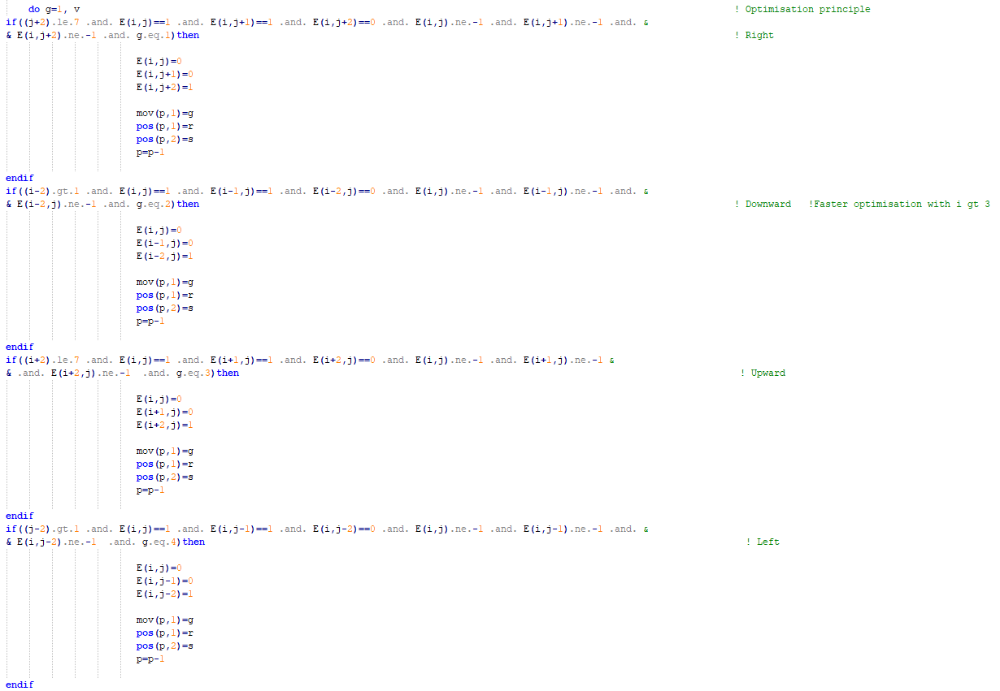 do g=1, v ! Optimisation principle
if((j+2).le.7 .and. E(i,j)==1 .and. E(i,j+1)==1 .and. E(i,j+2)==0 .and. E(i,j).ne.-1 .and. E(i,j+1).ne.-1 .and. &
& E(i,j+2).ne.-1 .and. g.eq.1)then ! Right
E(i,j)=0
E(i,j+1)=0
E(i,j+2)=1
mov(p,1)=g
pos(p,1)=r
pos(p,2)=s
p=p-1
endif
if((i-2).gt.1 .and. E(i,j)==1 .and. E(i-1,j)==1 .and. E(i-2,j)==0 .and. E(i,j).ne.-1 .and. E(i-1,j).ne.-1 .and. &
& E(i-2,j).ne.-1 .and. g.eq.2)then ! Downward !Faster optimisation with i gt 3
E(i,j)=0
E(i-1,j)=0
E(i-2,j)=1
mov(p,1)=g
pos(p,1)=r
pos(p,2)=s
p=p-1
endif
if((i+2).le.7 .and. E(i,j)==1 .and. E(i+1,j)==1 .and. E(i+2,j)==0 .and. E(i,j).ne.-1 .and. E(i+1,j).ne.-1 &
& .and. E(i+2,j).ne.-1 .and. g.eq.3)then ! Upward
E(i,j)=0
E(i+1,j)=0
E(i+2,j)=1
mov(p,1)=g
pos(p,1)=r
pos(p,2)=s
p=p-1
endif
if((j-2).gt.1 .and. E(i,j)==1 .and. E(i,j-1)==1 .and. E(i,j-2)==0 .and. E(i,j).ne.-1 .and. E(i,j-1).ne.-1 .and. &
& E(i,j-2).ne.-1 .and. g.eq.4)then ! Left
E(i,j)=0
E(i,j-1)=0
E(i,j-2)=1
mov(p,1)=g
pos(p,1)=r
pos(p,2)=s
p=p-1
endif